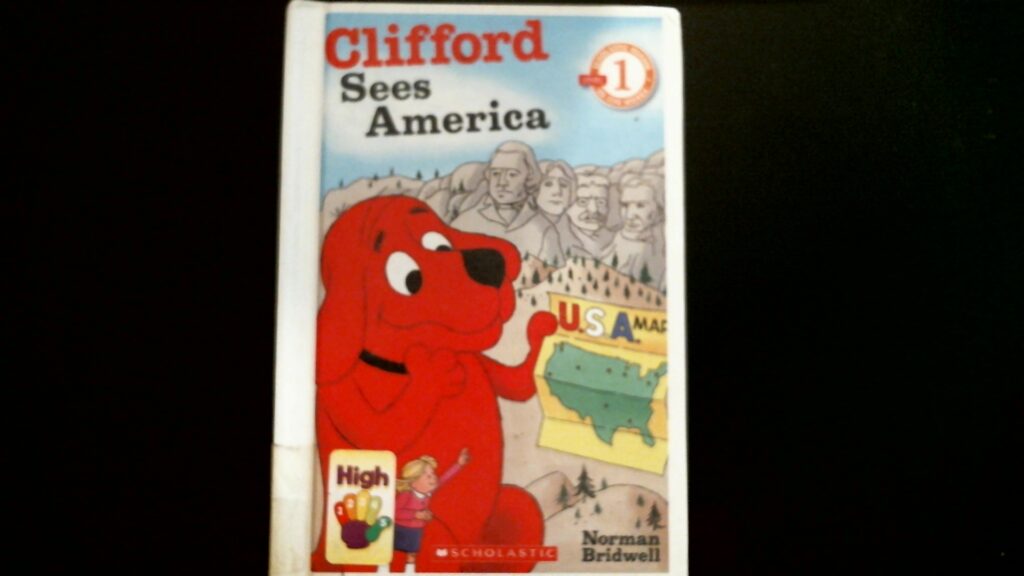 Clifford
Sees
America
1
U.S.A. MAP
High
SCHOLASTIC
Norman
Bridwell